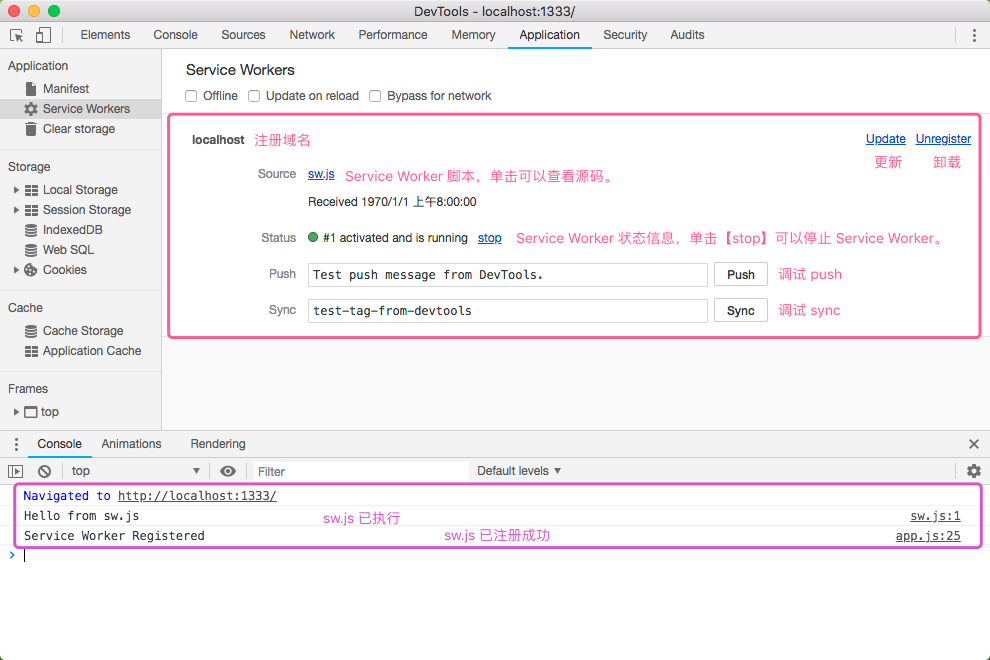 DevTools - localhost:1333/
Elements Console Sources Network Performance Memory Application Security Audits
Application
Manifest
Service Workers
Clear storage
Storage
Local Storage
Session Storage
IndexedDB
Web SQL
Cookies
Cache
Cache Storage
Application Cache
Frames
top
Service Workers
Offline Update on reload Bypass for network
localhost 注册域名 Update Unregister
更新 卸载
Source sw.js Service Worker 脚本，单击可以查看源码。
Received 1970/1/1 上午8:00:00
Status #1 activated and is running stop Service Worker 状态信息，单击【stop】可以停止 Service Worker。
Push Test push message from DevTools. Push 调试 push
Sync test-tag-from-devtools Sync 调试 sync
Console Animations Rendering
top Filter Default levels
Navigated to http://localhost:1333/
Hello from sw.js sw.js 已执行 sw.js:1
Service Worker Registered sw.js 已注册成功 app.js:25